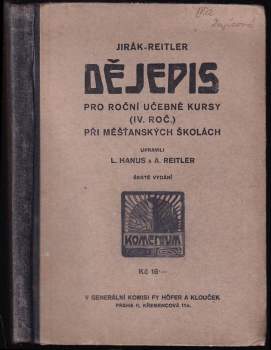 JIRÁK-REITLER
DĚJEPIS
PRO ROČNÍ UČEBNÉ KURSY
(IV. ROČ.)
PŘI MĚŠŤANSKÝCH ŠKOLÁCH
UPRAVILI
L. HANUS a A. REITLER
ŠESTÉ VYDÁNÍ
KOMENIUM
Kč 18·—
V GENERÁLNÍ KOMISI FY HÖFER A KLOUČEK
PRAHA II. KŘEMENCOVA